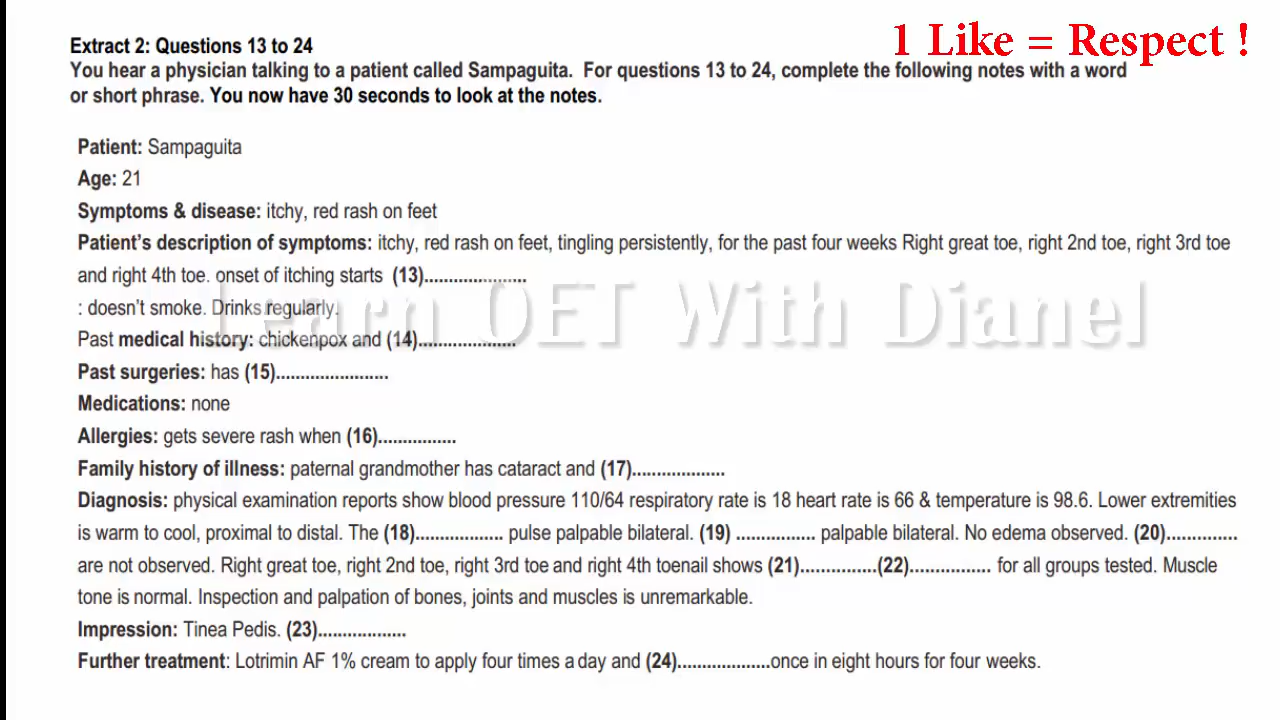 1 Like = Respect !
Extract 2: Questions 13 to 24
You hear a physician talking to a patient called Sampaguita. For questions 13 to 24, complete the following notes with a word
or short phrase. You now have 30 seconds to look at the notes.
Patient: Sampaguita
Age: 21
Symptoms & disease: itchy, red rash on feet
Patient's description of symptoms: itchy, red rash on feet, tingling persistently, for the past four weeks Right great toe, right 2nd toe, right 3rd toe
and right 4th toe. onset of itching starts (13).....................
: doesn't smoke. Drinks regularly.
Learn OET With Dianel
Past medical history: chickenpox and (14)....................
Past surgeries: has (15).......................
Medications: none
Allergies: gets severe rash when (16)................
Family history of illness: paternal grandmother has cataract and (17)...................
Diagnosis: physical examination reports show blood pressure 110/64 respiratory rate is 18 heart rate is 66 & temperature is 98.6. Lower extremities
is warm to cool, proximal to distal. The (18).................. pulse palpable bilateral. (19) ................ palpable bilateral. No edema observed. (20)..............
are not observed. Right great toe, right 2nd toe, right 3rd toe and right 4th toenail shows (21)...............(22)................ for all groups tested. Muscle
tone is normal. Inspection and palpation of bones, joints and muscles is unremarkable.
Impression: Tinea Pedis. (23)..................
Further treatment: Lotrimin AF 1% cream to apply four times a day and (24)...................once in eight hours for four weeks.